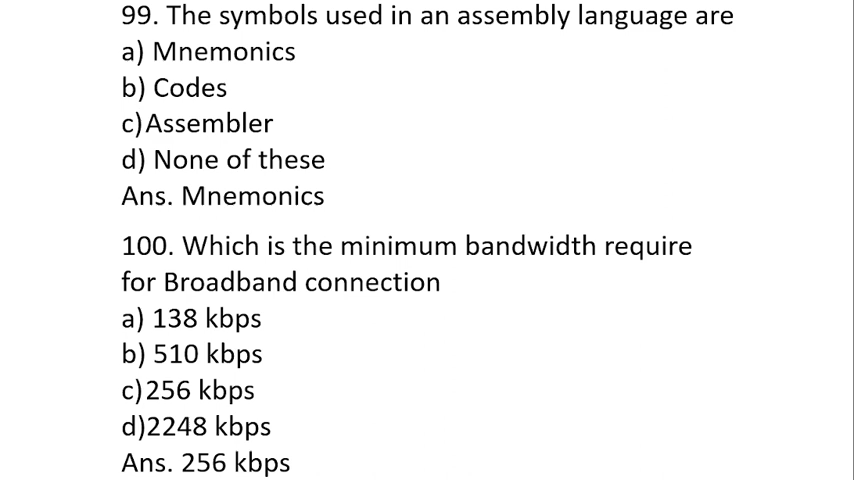 99. The symbols used in an assembly language are
a) Mnemonics
b) Codes
c)Assembler
d) None of these
Ans. Mnemonics
100. Which is the minimum bandwidth require
for Broadband connection
a) 138 kbps
b) 510 kbps
c)256 kbps
d)2248 kbps
Ans. 256 kbps